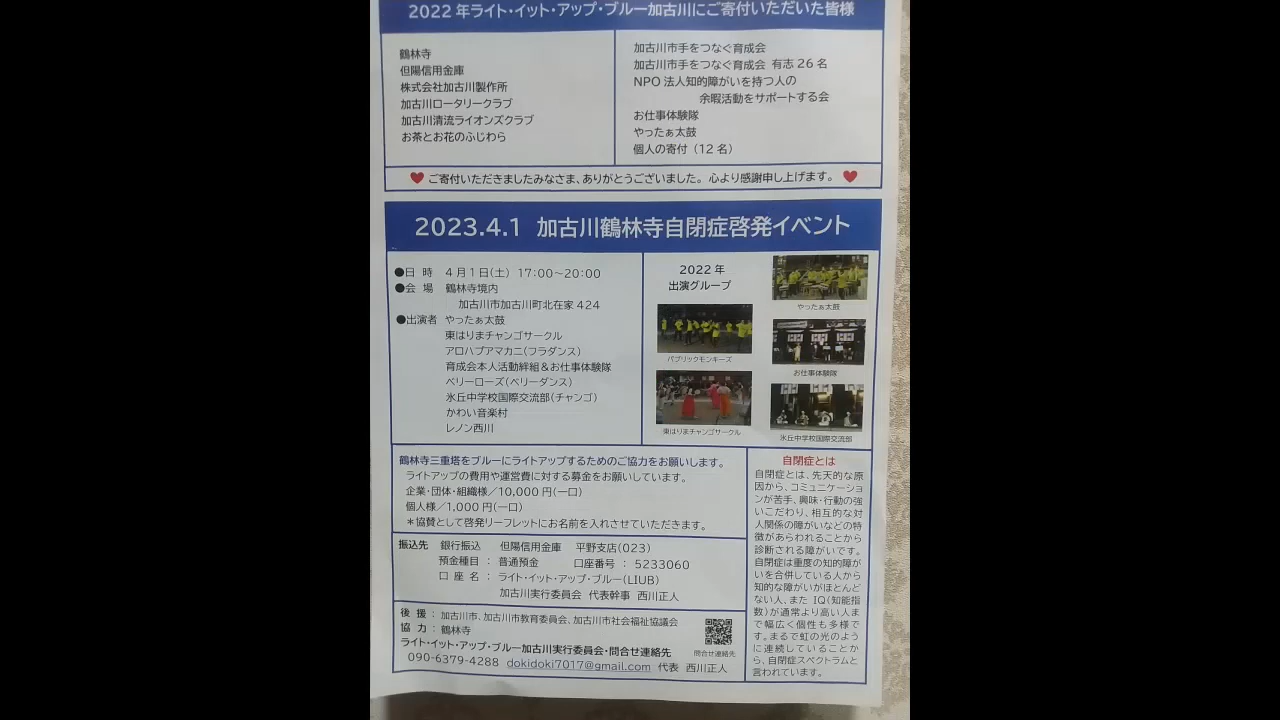 2022年ライト・イット・アップ・ブルー加古川にご寄付いただいた皆様
鶴林寺
但陽信用金庫
株式会社加古川製作所
加古川ロータリークラブ
加古川清流ライオンズクラブ
お茶とお花のふじわら
加古川市手をつなぐ育成会
加古川市手をつなぐ育成会 有志26名
NPO法人知的障がいを持つ人の
余暇活動をサポートする会
お仕事体験隊
やったぁ太鼓
個人の寄付(12名)
♥ ご寄付いただきましたみなさま、ありがとうございました。心より感謝申し上げます。 ♥
2023.4.1 加古川鶴林寺自閉症啓発イベント
●日 時 4月1日(土) 17:00~20:00
●会 場 鶴林寺境内
加古川市加古川町北在家424
●出演者 やったぁ太鼓
東はりまチャンゴサークル
アロハプアマカニ(フラダンス)
育成会本人活動絆組&お仕事体験隊
ベリーローズ(ベリーダンス)
氷丘中学校国際交流部(チャンゴ)
かわい音楽村
レノン西川
2022年
出演グループ
パブリックモンキーズ
東はりまチャンゴサークル
やったぁ太鼓
お仕事体験隊
氷丘中学校国際交流部
鶴林寺三重塔をブルーにライトアップするためのご協力をお願いします。
ライトアップの費用や運営費に対する募金をお願いしています。
企業・団体・組織様/10,000円(一口)
個人様/1,000円(一口)
*協賛として啓発リーフレットにお名前を入れさせていただきます。
振込先 銀行振込 但陽信用金庫 平野支店(023)
預金種目 : 普通預金 口座番号 : 5233060
口座名 : ライト・イット・アップ・ブルー(LIUB)
加古川実行委員会 代表幹事 西川正人
後援 : 加古川市、加古川市教育委員会、加古川市社会福祉協議会
協力 : 鶴林寺
ライト・イット・アップ・ブルー加古川実行委員会・問合せ連絡先
090-6379-4288 dokidoki7017@gmail.com 代表 西川正人
問合せ連絡先
自閉症とは
自閉症とは、先天的な原
因から、コミュニケーショ
ンが苦手、興味・行動の強
いこだわり、相互的な対
人関係の障がいなどの特
徴があらわれることから
診断される障がいです。
自閉症は重度の知的障が
いを合併している人から
知的な障がいがほとんど
ない人、また IQ(知能指
数)が通常より高い人ま
で幅広く個性も多様で
す。まるで虹の光のよう
に連続していることか
ら、自閉症スペクトラムと
言われています。